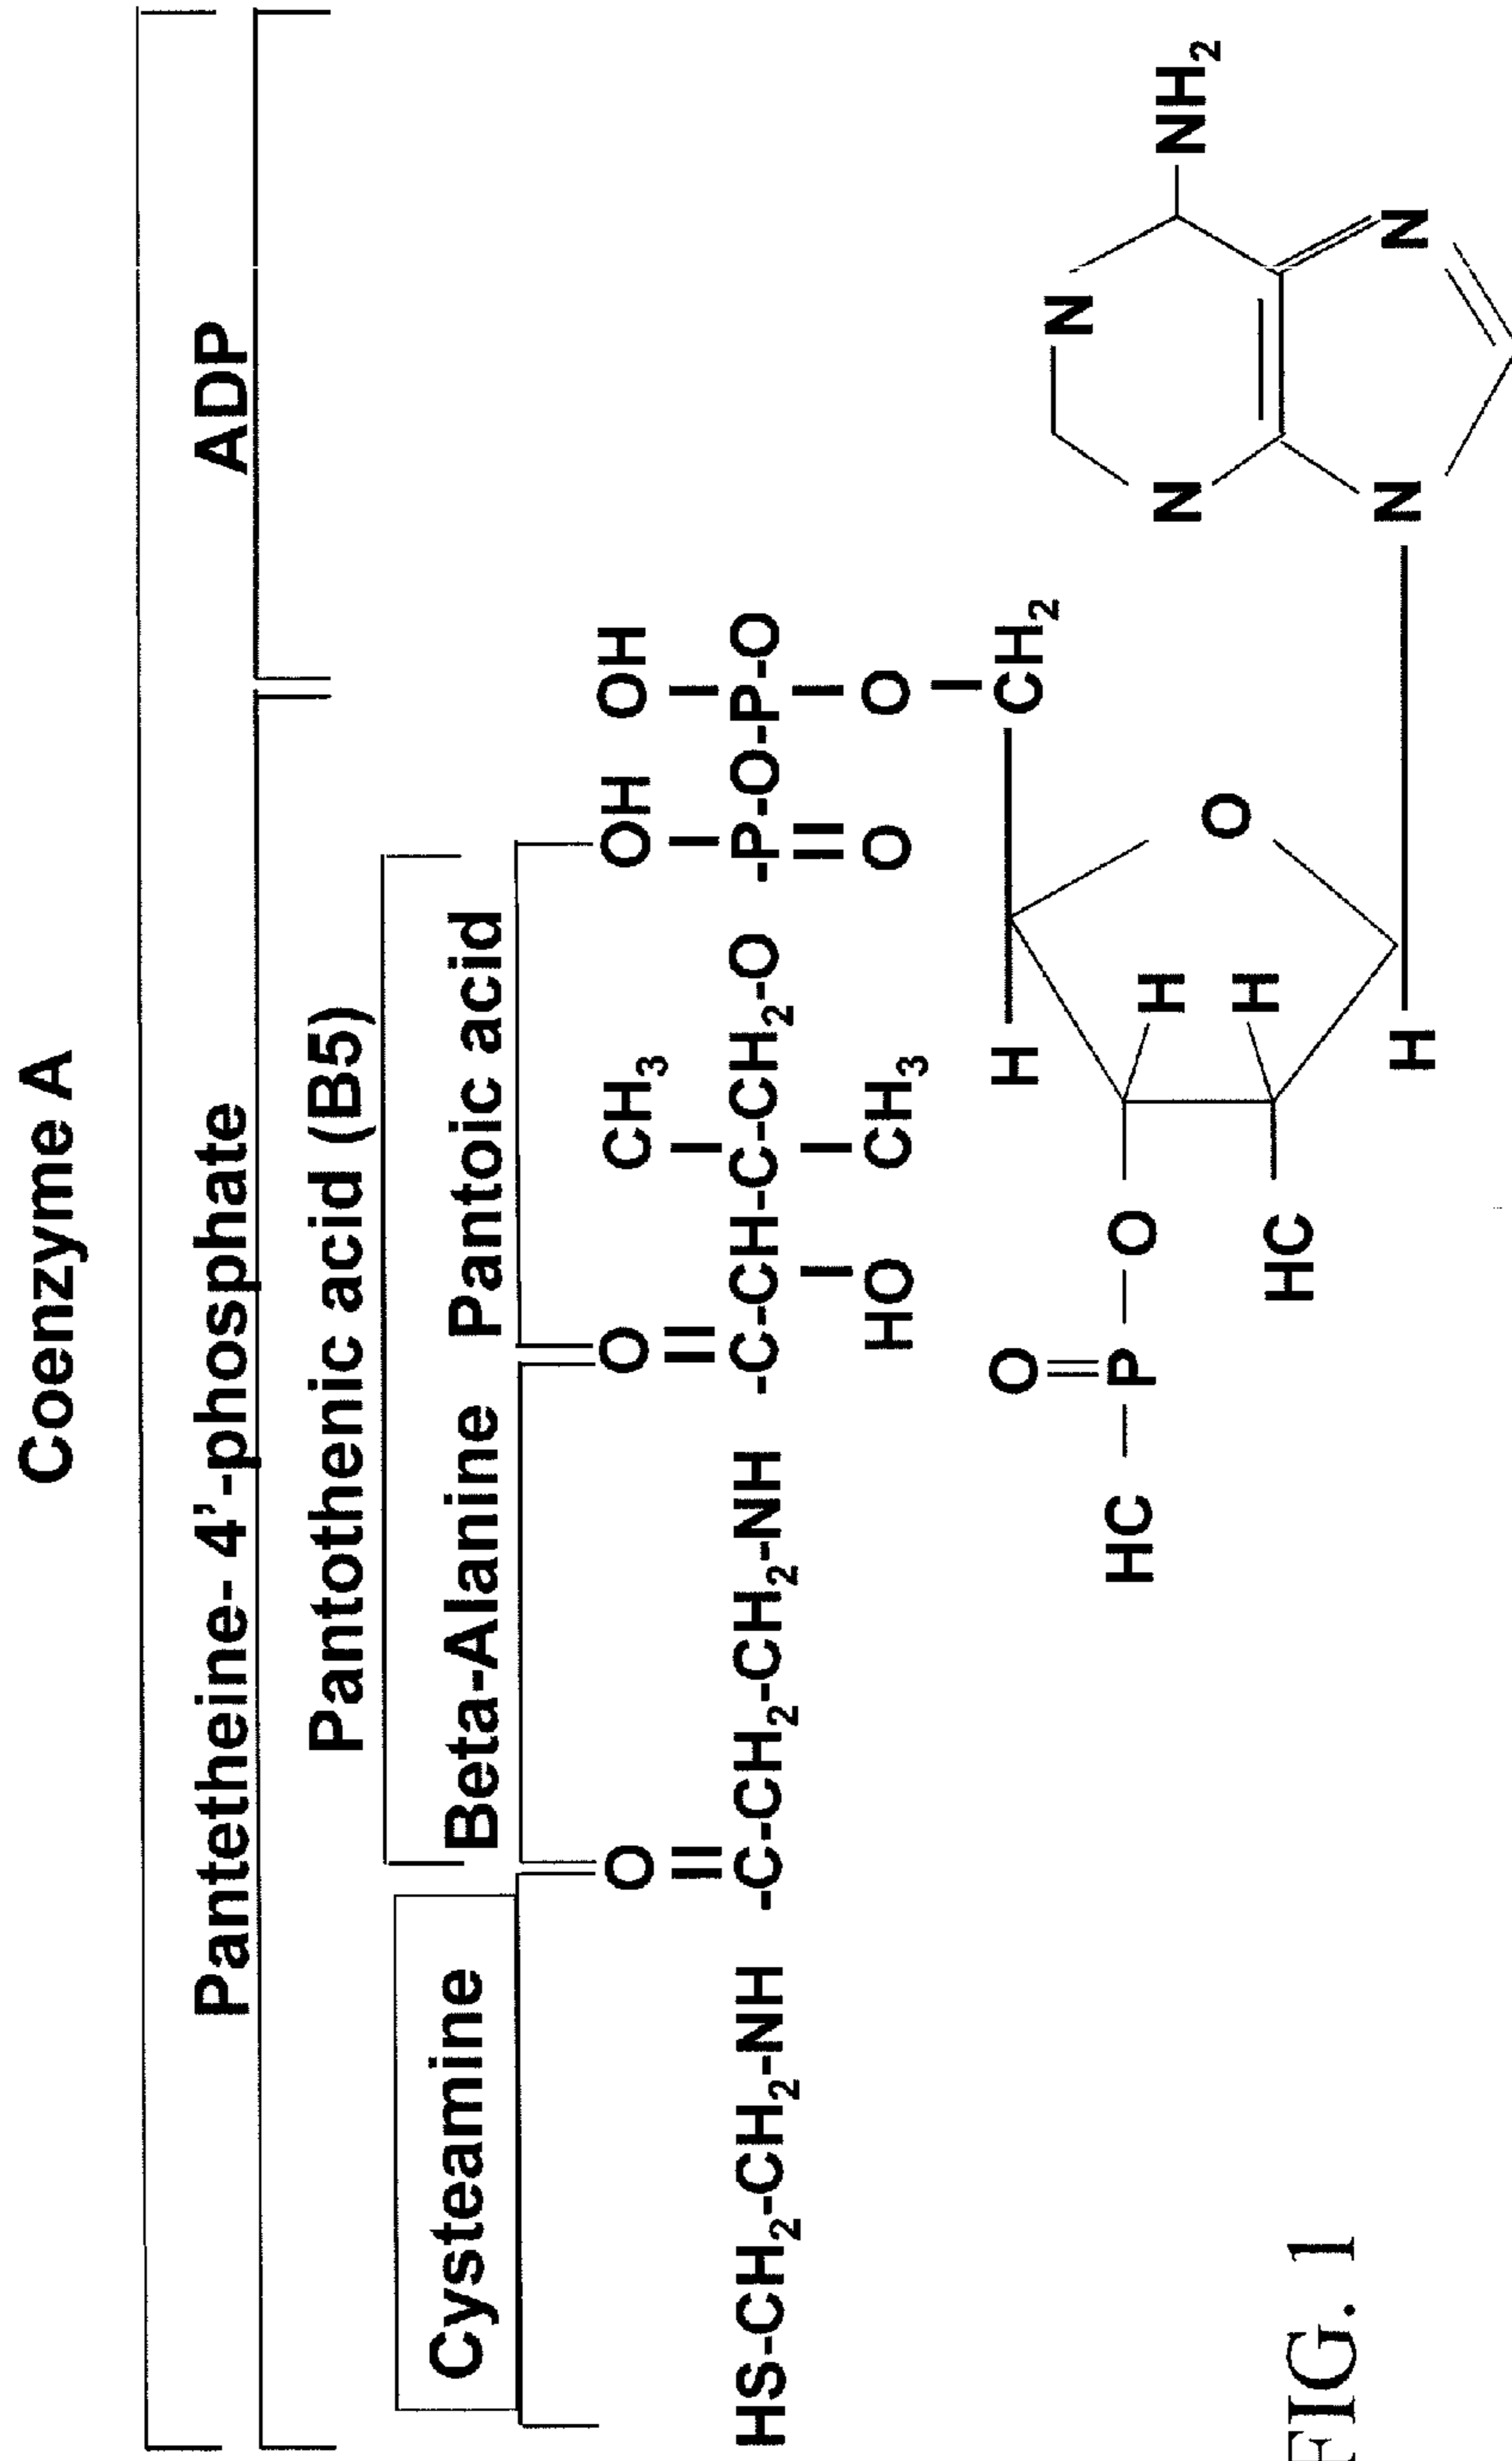 Coenzyme A
Pantetheine- 4'-phosphate ADP
Pantothenic acid (B5)
Cysteamine Beta-Alanine Pantoic acid
O O CH3 OH OH
HS-CH2-CH2-NH -C-CH2-CH2-NH -C-CH-C-CH2-O -P-O-P-O
HO CH3 O O
O H CH2 N
HC P O H N NH2
HC H O
H N N
FIG. 1